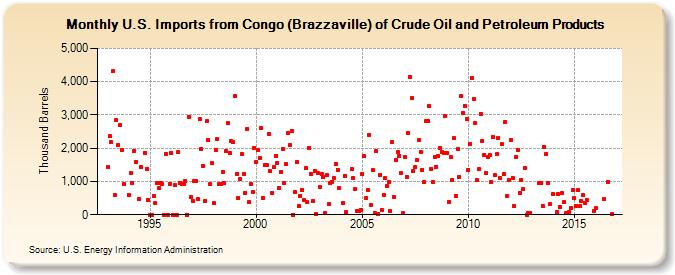 Monthly U.S. Imports from Congo (Brazzaville) of Crude Oil and Petroleum Products
Thousand Barrels
5,000
4,000
3,000
2,000
1,000
0
1995 2000 2005 2010 2015
Source: U.S. Energy Information Administration